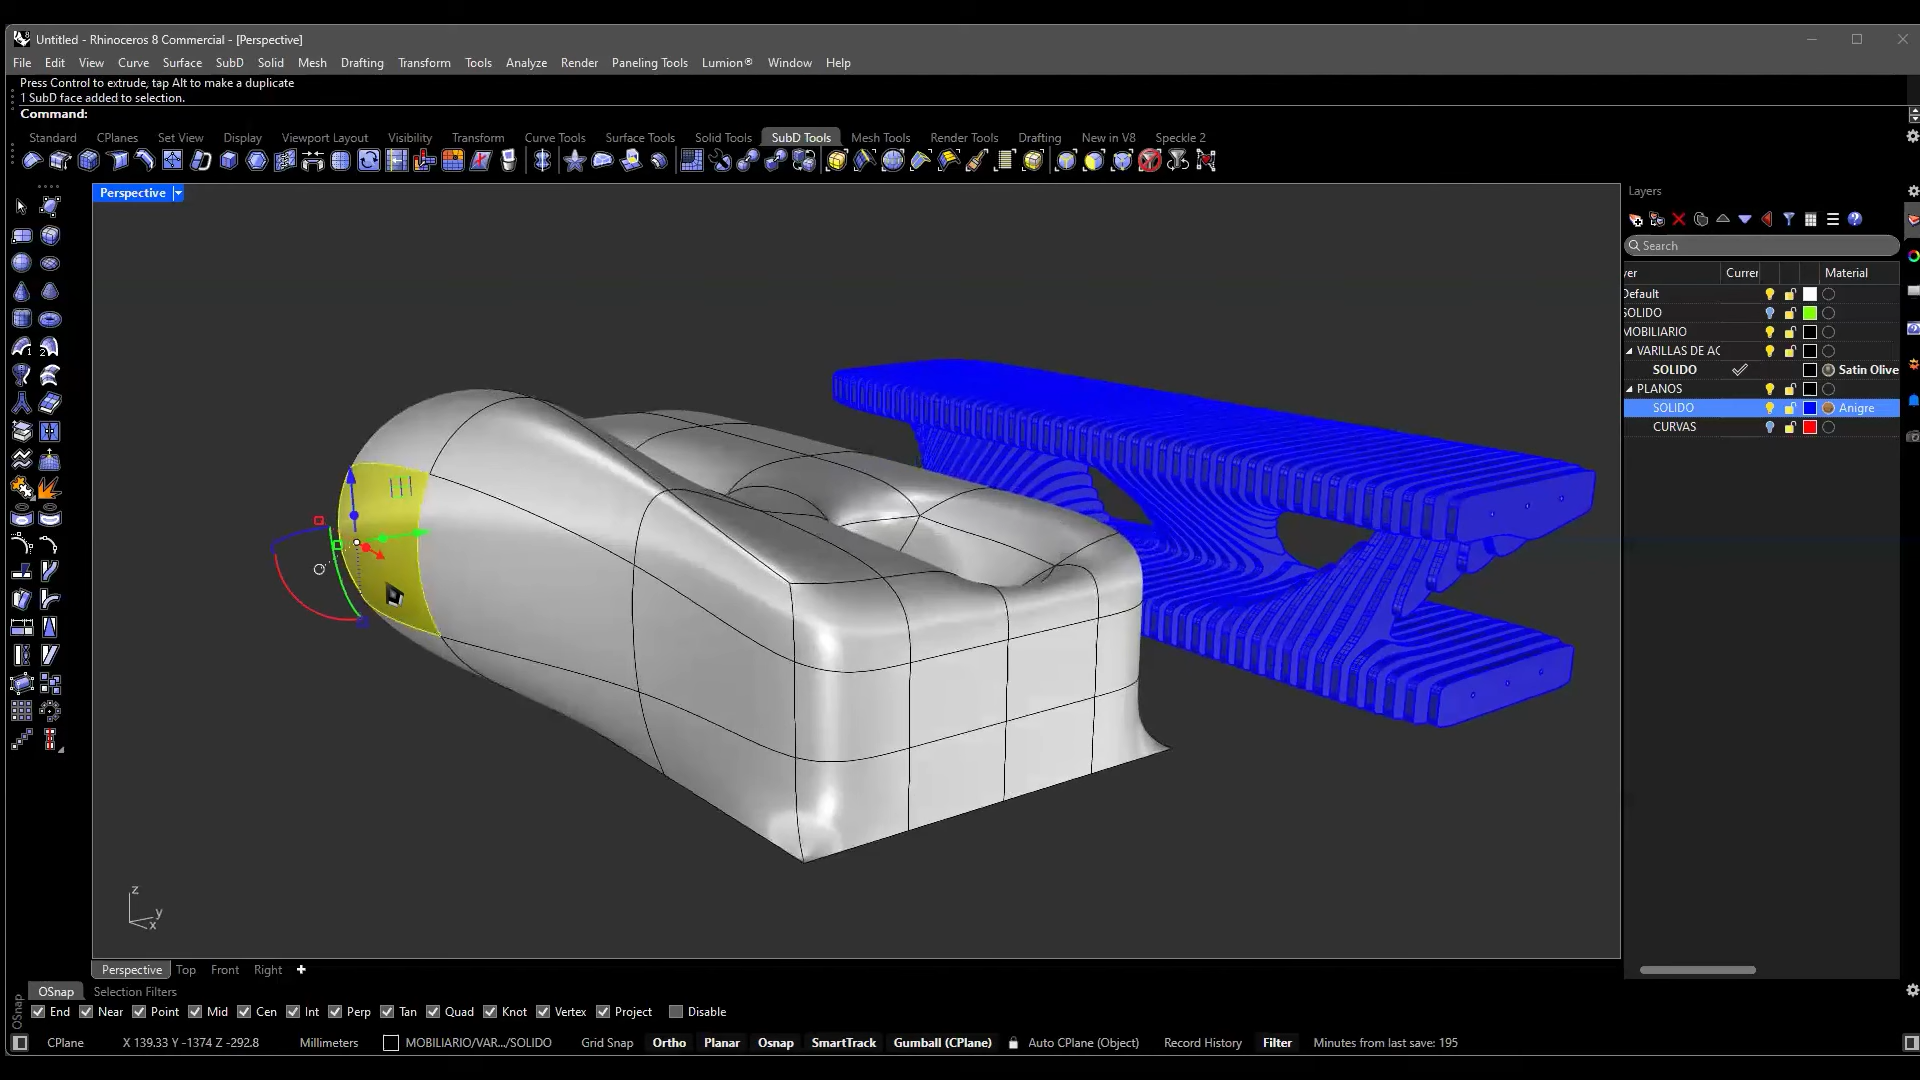 Untitled - Rhinoceros 8 Commercial - [Perspective]
File Edit View Curve Surface SubD Solid Mesh Drafting Transform Tools Analyze Render Paneling Tools Lumion® Window Help
Press Control to extrude, tap Alt to make a duplicate
1 SubD face added to selection.
Command:
Standard CPlanes Set View Display Viewport Layout Visibility Transform Curve Tools Surface Tools Solid Tools SubD Tools Mesh Tools Render Tools Drafting New in V8 Speckle 2
Perspective
Layers
Search
yer Currer Material
Default
SOLIDO
MOBILIARIO
VARILLAS DE AC
SOLIDO Satin Olive
PLANOS
SOLIDO Anigre
CURVAS
z
y
x
Perspective Top Front Right
OSnap Selection Filters
OSnap
End Near Point Mid Cen Int Perp Tan Quad Knot Vertex Project Disable
CPlane X 139.33 Y -1374 Z -292.8 Millimeters MOBILIARIO/VAR.../SOLIDO Grid Snap Ortho Planar Osnap SmartTrack Gumball (CPlane) Auto CPlane (Object) Record History Filter Minutes from last save: 195